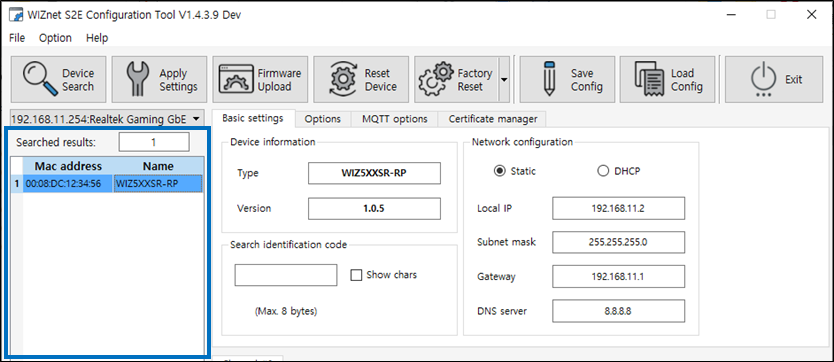 WIZnet S2E Configuration Tool V1.4.3.9 Dev
File Option Help
Device Search
Apply Settings
Firmware Upload
Reset Device
Factory Reset
Save Config
Load Config
Exit
192.168.11.254:Realtek Gaming GbE
Searched results: 1
Mac address Name
1 00:08:DC:12:34:56 WIZ5XXSR-RP
Basic settings Options MQTT options Certificate manager
Device information
Type WIZ5XXSR-RP
Version 1.0.5
Search identification code
Show chars
(Max. 8 bytes)
Network configuration
Static DHCP
Local IP 192.168.11.2
Subnet mask 255.255.255.0
Gateway 192.168.11.1
DNS server 8.8.8.8